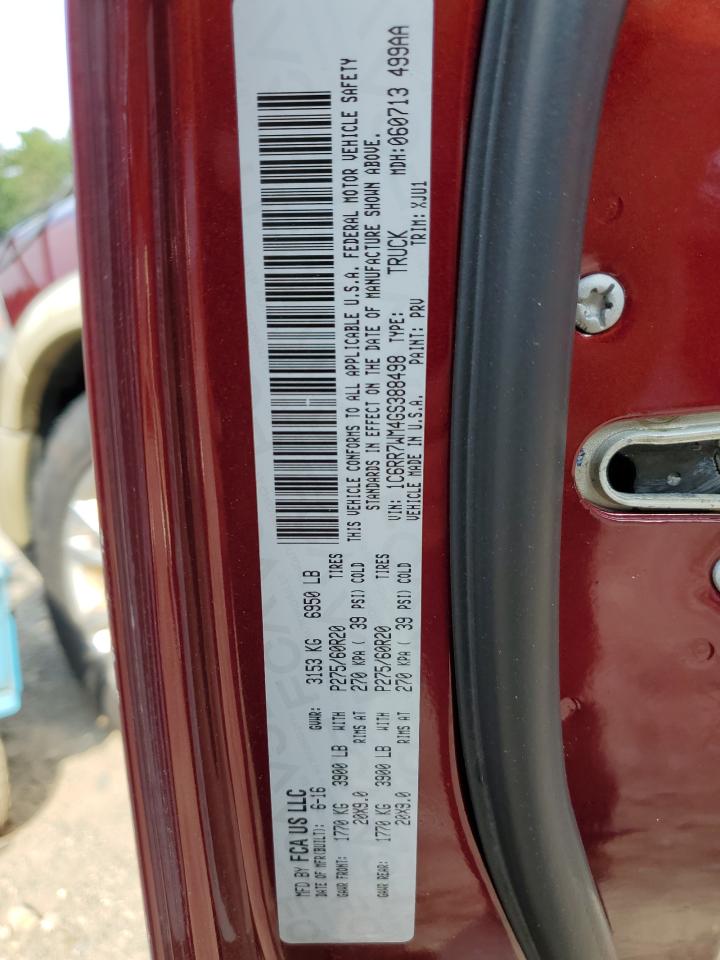 MFD BY FCA US LLC
DATE OF MFR(BUILT): 6-16 GVWR: 3153 KG 6950 LB
GAWR FRONT: 1770 KG 3900 LB WITH P275/60R20 TIRES
20X9.0 RIMS AT 270 KPA ( 39 PSI) COLD
GAWR REAR: 1770 KG 3900 LB WITH P275/60R20 TIRES
20X9.0 RIMS AT 270 KPA ( 39 PSI) COLD
THIS VEHICLE CONFORMS TO ALL APPLICABLE U.S.A. FEDERAL MOTOR VEHICLE SAFETY
STANDARDS IN EFFECT ON THE DATE OF MANUFACTURE SHOWN ABOVE.
VIN: 1C6RR7WM4GS388498 TYPE: TRUCK MDH:060713 499AA
VEHICLE MADE IN U.S.A. PAINT: PRV TRIM: XJU1